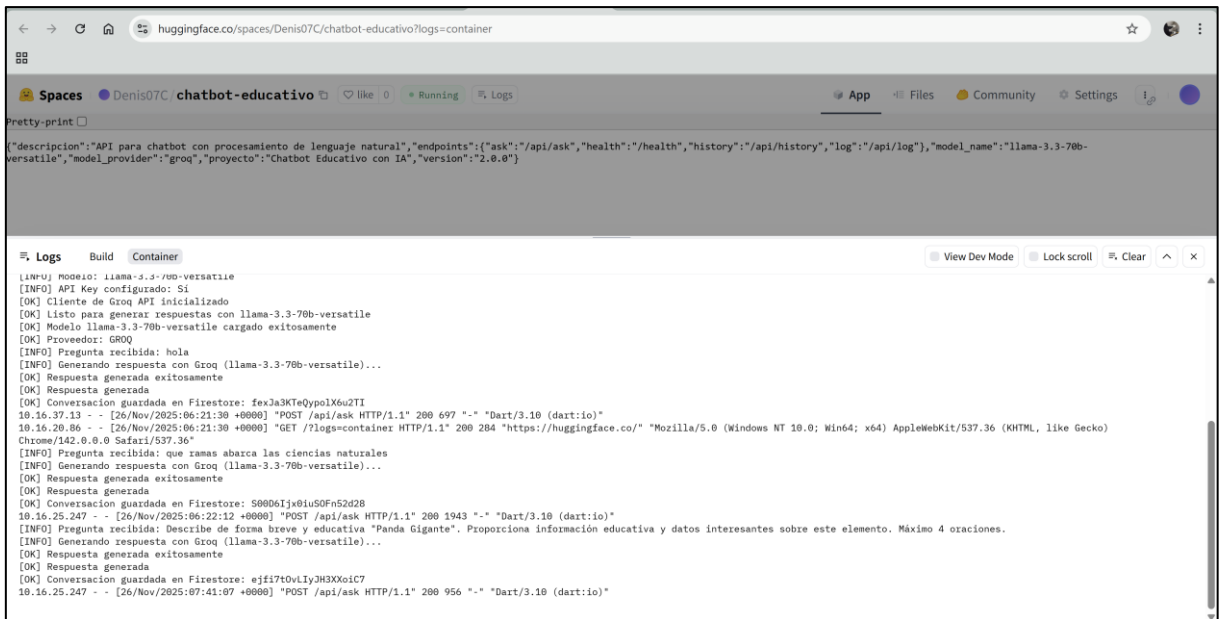 huggingface.co/spaces/Denis07C/chatbot-educativo?logs=container
Spaces Denis07C/chatbot-educativo like 0 Running Logs App Files Community Settings
Pretty-print
{"descripcion":"API para chatbot con procesamiento de lenguaje natural","endpoints":{"ask":"/api/ask","health":"/health","history":"/api/history","log":"/api/log"},"model_name":"llama-3.3-70b-
versatile","model_provider":"groq","proyecto":"Chatbot Educativo con IA","version":"2.0.0"}
Logs Build Container View Dev Mode Lock scroll Clear
[INFO] Modelo: llama-3.3-70b-versatile
[INFO] API Key configurado: Sí
[OK] Cliente de Groq API inicializado
[OK] Listo para generar respuestas con llama-3.3-70b-versatile
[OK] Modelo llama-3.3-70b-versatile cargado exitosamente
[OK] Proveedor: GROQ
[INFO] Pregunta recibida: hola
[INFO] Generando respuesta con Groq (llama-3.3-70b-versatile)...
[OK] Respuesta generada exitosamente
[OK] Respuesta generada
[OK] Conversacion guardada en Firestore: fexJa3KTeQypolX6u2TI
10.16.37.13 - - [26/Nov/2025:06:21:30 +0000] "POST /api/ask HTTP/1.1" 200 697 "-" "Dart/3.10 (dart:io)"
10.16.20.86 - - [26/Nov/2025:06:21:30 +0000] "GET /?logs=container HTTP/1.1" 200 284 "https://huggingface.co/" "Mozilla/5.0 (Windows NT 10.0; Win64; x64) AppleWebKit/537.36 (KHTML, like Gecko)
Chrome/142.0.0.0 Safari/537.36"
[INFO] Pregunta recibida: que ramas abarca las ciencias naturales
[INFO] Generando respuesta con Groq (llama-3.3-70b-versatile)...
[OK] Respuesta generada exitosamente
[OK] Respuesta generada
[OK] Conversacion guardada en Firestore: S00D6Ijx0iuSOFn52d28
10.16.25.247 - - [26/Nov/2025:06:22:12 +0000] "POST /api/ask HTTP/1.1" 200 1943 "-" "Dart/3.10 (dart:io)"
[INFO] Pregunta recibida: Describe de forma breve y educativa "Panda Gigante". Proporciona información educativa y datos interesantes sobre este elemento. Máximo 4 oraciones.
[INFO] Generando respuesta con Groq (llama-3.3-70b-versatile)...
[OK] Respuesta generada exitosamente
[OK] Respuesta generada
[OK] Conversacion guardada en Firestore: ejfi7tOvLIyJH3XXoiC7
10.16.25.247 - - [26/Nov/2025:07:41:07 +0000] "POST /api/ask HTTP/1.1" 200 956 "-" "Dart/3.10 (dart:io)"